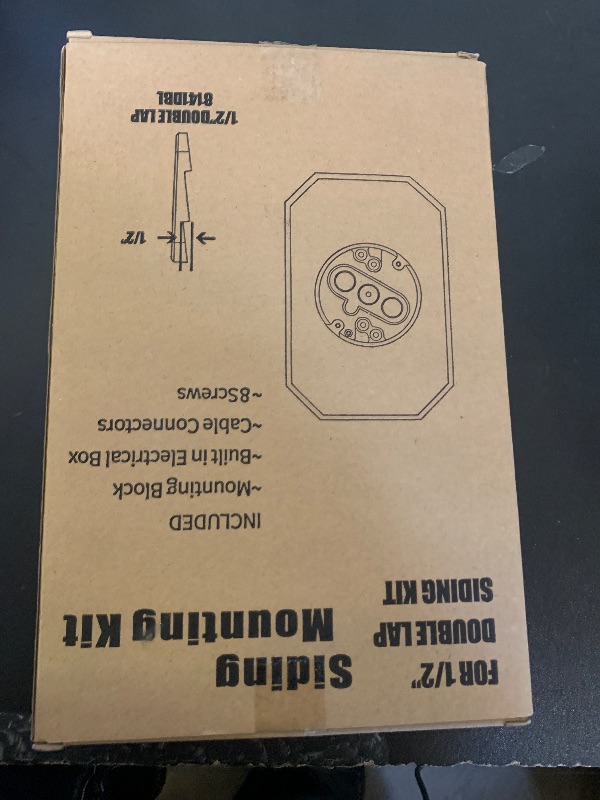 FOR 1/2"
DOUBLE LAP
SIDING KIT
Siding
Mounting Kit
INCLUDED
~Mounting Block
~Built in Electrical Box
~Cable Connectors
~8Screws
1/2"
1/2"DOUBLE LAP
8141DBL